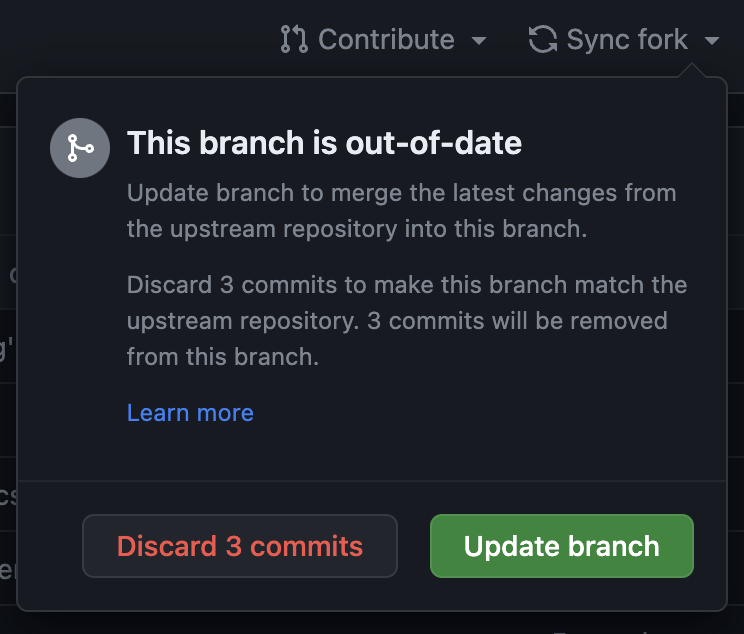 Contribute Sync fork
This branch is out-of-date
Update branch to merge the latest changes from
the upstream repository into this branch.
Discard 3 commits to make this branch match the
upstream repository. 3 commits will be removed
from this branch.
Learn more
Discard 3 commits Update branch